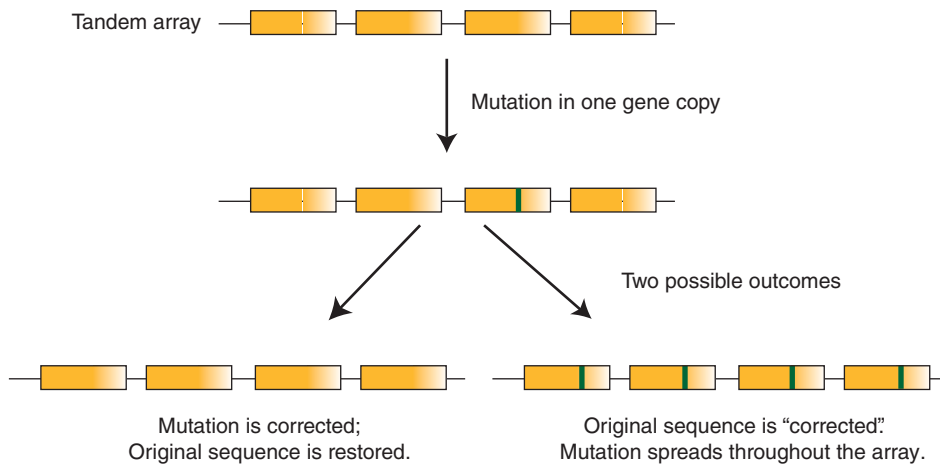 Tandem array
Mutation in one gene copy
Two possible outcomes
Mutation is corrected;
Original sequence is restored.
Original sequence is “corrected”.
Mutation spreads throughout the array.